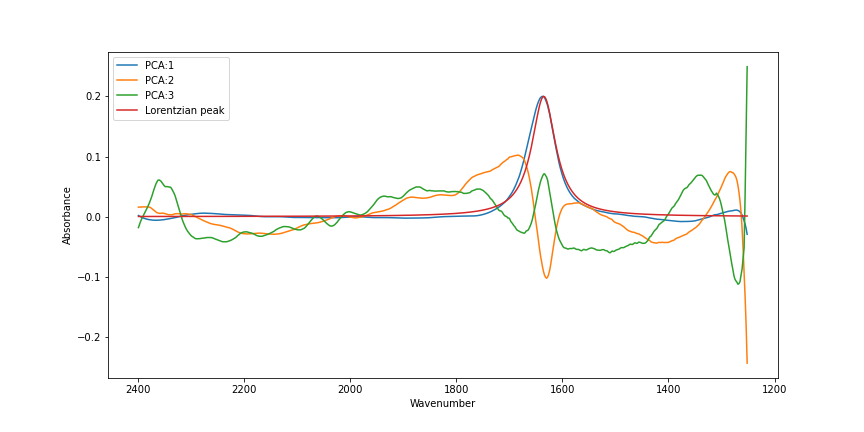 PCA:1
PCA:2
PCA:3
Lorentzian peak
0.2
0.1
0.0
−0.1
−0.2
Absorbance
2400 2200 2000 1800 1600 1400 1200
Wavenumber